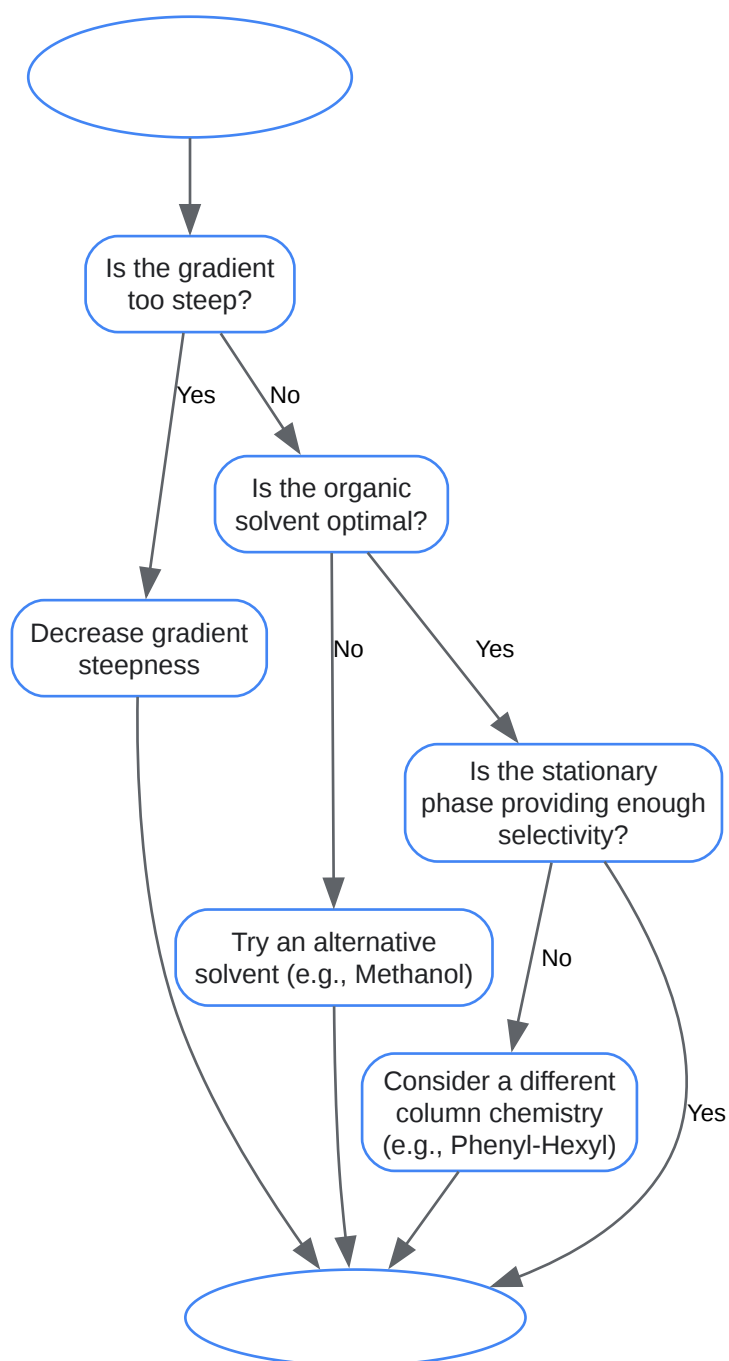 Is the gradient
too steep?
Yes
No
Is the organic
solvent optimal?
Decrease gradient
steepness
No
Yes
Is the stationary
phase providing enough
selectivity?
Try an alternative
solvent (e.g., Methanol)
No
Consider a different
column chemistry
(e.g., Phenyl-Hexyl)
Yes